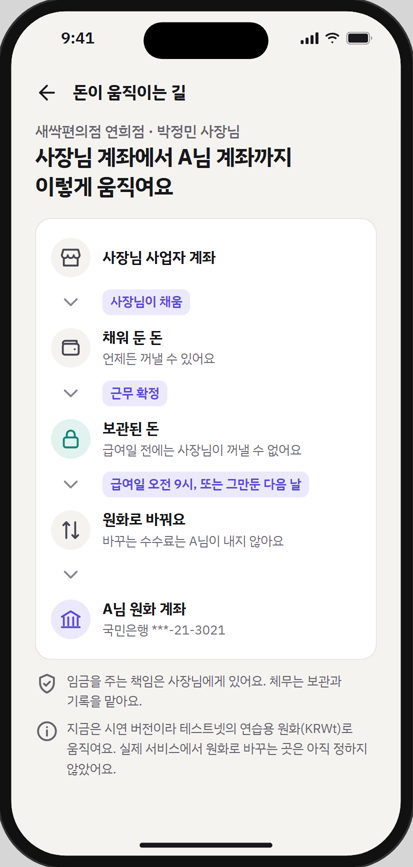 9:41
돈이 움직이는 길
새싹편의점 연희점 · 박정민 사장님
사장님 계좌에서 A님 계좌까지
이렇게 움직여요
사장님 사업자 계좌
사장님이 채움
채워 둔 돈
언제든 꺼낼 수 있어요
근무 확정
보관된 돈
급여일 전에는 사장님이 꺼낼 수 없어요
급여일 오전 9시, 또는 그만둔 다음 날
원화로 바꿔요
바꾸는 수수료는 A님이 내지 않아요
A님 원화 계좌
국민은행 ***-21-3021
임금을 주는 책임은 사장님에게 있어요. 체무는 보관과
기록을 맡아요.
지금은 시연 버전이라 테스트넷의 연습용 원화(KRWt)로
움직여요. 실제 서비스에서 원화로 바꾸는 곳은 아직 정하지
않았어요.